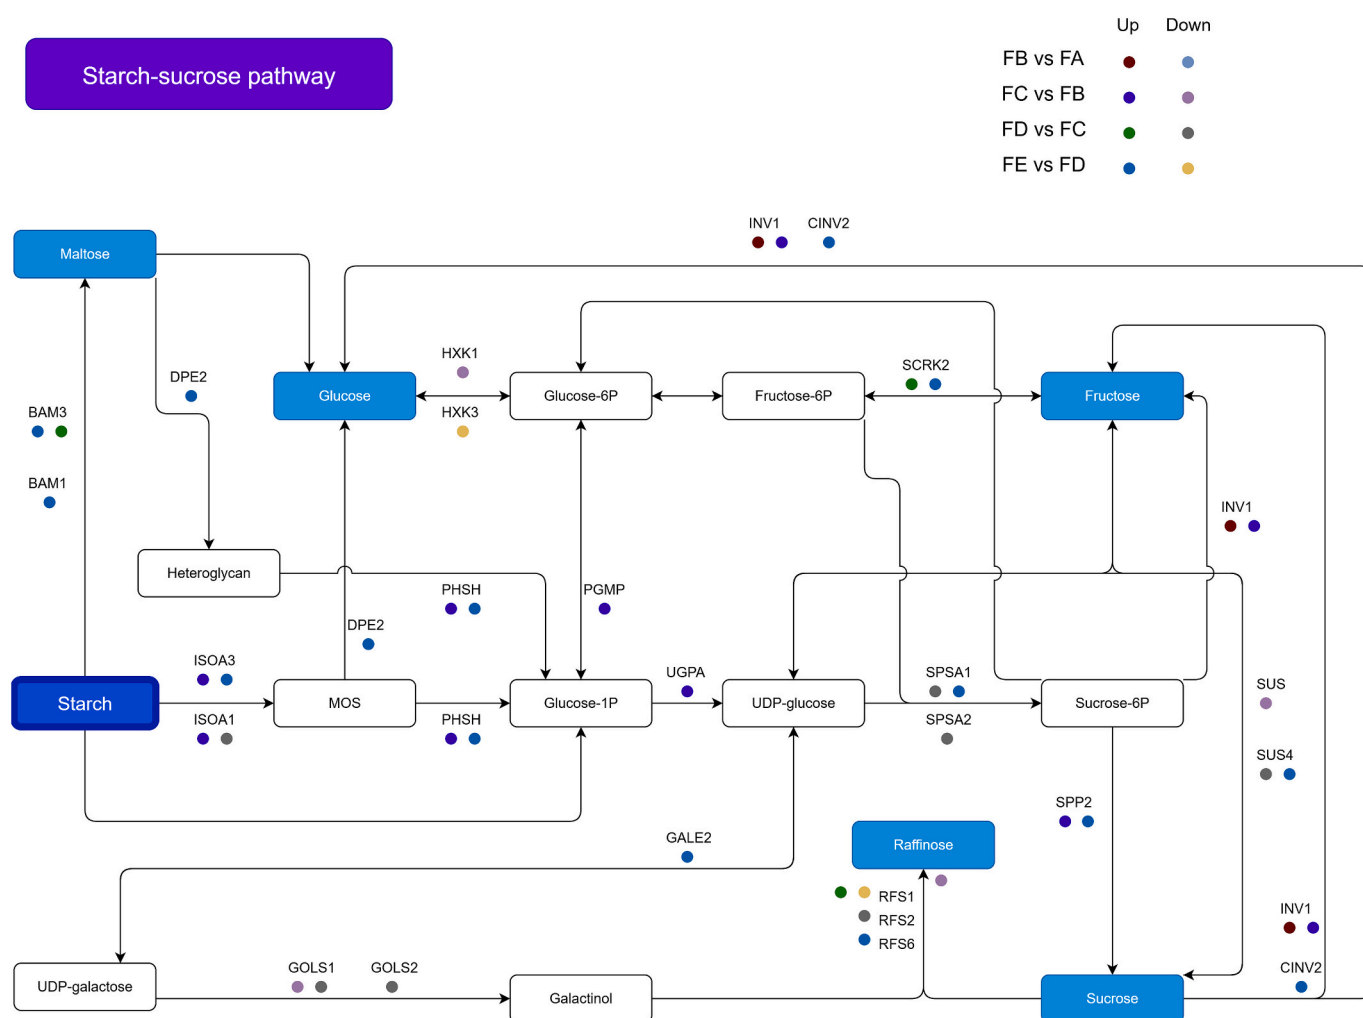 Up Down
Starch-sucrose pathway
FB vs FA
FC vs FB
FD vs FC
FE vs FD
INV1 CINV2
Maltose
HXK1
SCRK2
DPE2
Glucose
Glucose-6P
Fructose-6P
Fructose
BAM3
HXK3
BAM1
INV1
Heteroglycan
PHSH
PGMP
DPE2
ISOA3
UGPA
SPSA1
SUS
Starch
MOS
Glucose-1P
UDP-glucose
Sucrose-6P
ISOA1
PHSH
SPSA2
SUS4
SPP2
GALE2
Raffinose
RFS1
RFS2
INV1
RFS6
GOLS1 GOLS2
CINV2
UDP-galactose
Galactinol
Sucrose